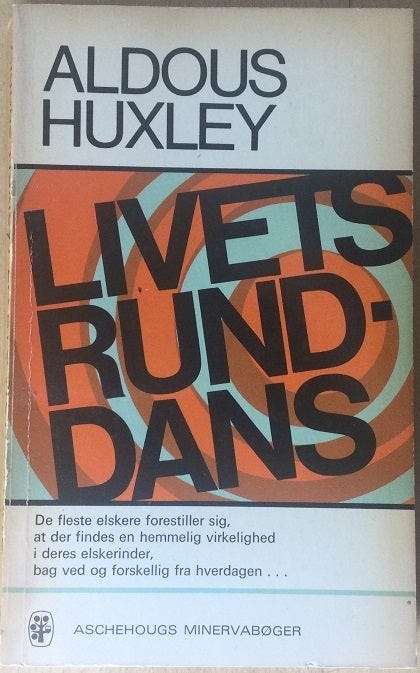 ALDOUS
HUXLEY
LIVETS
RUND-
DANS
De fleste elskere forestiller sig,
at der findes en hemmelig virkelighed
i deres elskerinder,
bag ved og forskellig fra hverdagen . . .
ASCHEHOUGS MINERVABØGER